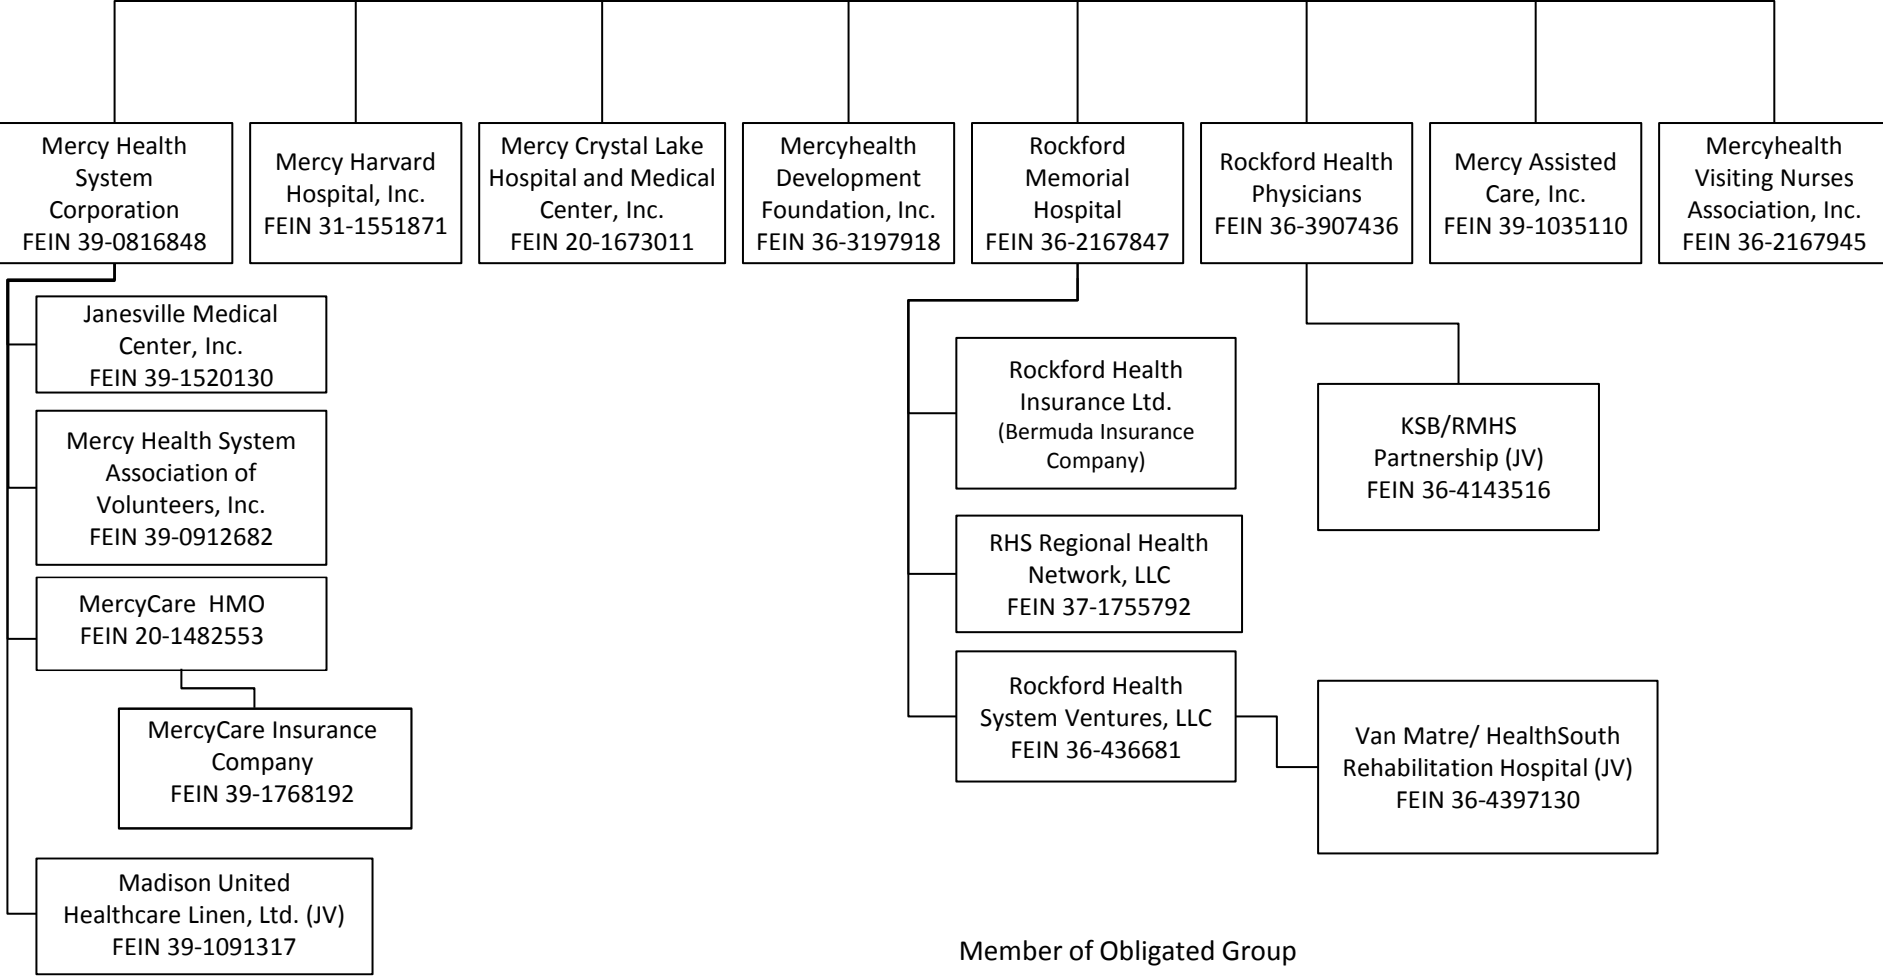 Mercy Health
System
Corporation
FEIN 39-0816848
Mercy Harvard
Hospital, Inc.
FEIN 31-1551871
Mercy Crystal Lake
Hospital and Medical
Center, Inc.
FEIN 20-1673011
Mercyhealth
Development
Foundation, Inc.
FEIN 36-3197918
Rockford
Memorial
Hospital
FEIN 36-2167847
Rockford Health
Physicians
FEIN 36-3907436
Mercy Assisted
Care, Inc.
FEIN 39-1035110
Mercyhealth
Visiting Nurses
Association, Inc.
FEIN 36-2167945
Janesville Medical
Center, Inc.
FEIN 39-1520130
Mercy Health System
Association of
Volunteers, Inc.
FEIN 39-0912682
MercyCare  HMO
FEIN 20-1482553
MercyCare Insurance
Company
FEIN 39-1768192
Madison United
Healthcare Linen, Ltd. (JV)
FEIN 39-1091317
Rockford Health
Insurance Ltd.
(Bermuda Insurance
Company)
RHS Regional Health
Network, LLC
FEIN 37-1755792
Rockford Health
System Ventures, LLC
FEIN 36-436681
KSB/RMHS
Partnership (JV)
FEIN 36-4143516
Van Matre/ HealthSouth
Rehabilitation Hospital (JV)
FEIN 36-4397130
Member of Obligated Group